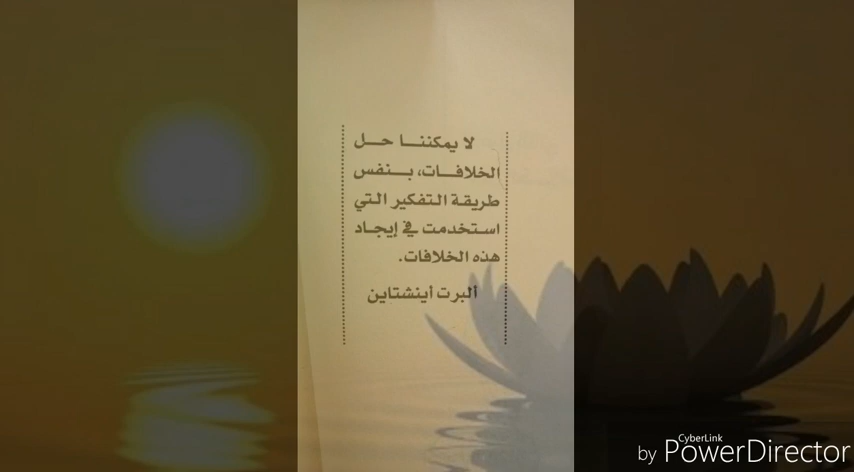 لا يمكننا حل
الخلافات، بنفس
طريقة التفكير التي
استخدمت في إيجاد
هذه الخلافات.
ألبرت أينشتاين
CyberLink
by PowerDirector